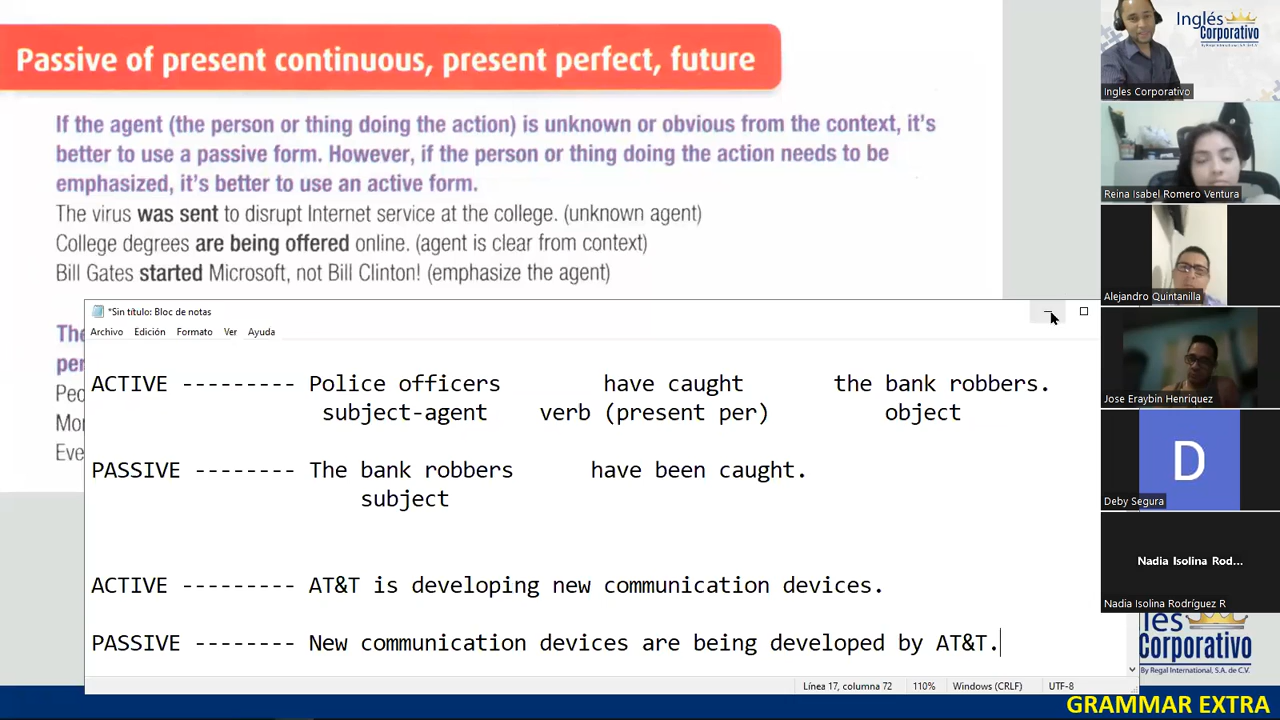 Passive of present continuous, present perfect, future
If the agent (the person or thing doing the action) is unknown or obvious from the context, it's
better to use a passive form. However, if the person or thing doing the action needs to be
emphasized, it's better to use an active form.
The virus was sent to disrupt Internet service at the college. (unknown agent)
College degrees are being offered online. (agent is clear from context)
Bill Gates started Microsoft, not Bill Clinton! (emphasize the agent)
*Sin título: Bloc de notas
Archivo Edición Formato Ver Ayuda
ACTIVE --------- Police officers have caught the bank robbers.
subject-agent verb (present per) object
PASSIVE -------- The bank robbers have been caught.
subject
ACTIVE --------- AT&T is developing new communication devices.
PASSIVE -------- New communication devices are being developed by AT&T.
Línea 17, columna 72 110% Windows (CRLF) UTF-8
Inglés
Corporativo
By Regal International, S.A. de C.V.
Ingles Corporativo
Reina Isabel Romero Ventura
Alejandro Quintanilla
Jose Eraybin Henriquez
D
Deby Segura
Nadia Isolina Rod...
Nadia Isolina Rodríguez R
Corporativo
By Regal International, S.A. de C.V.
GRAMMAR EXTRA